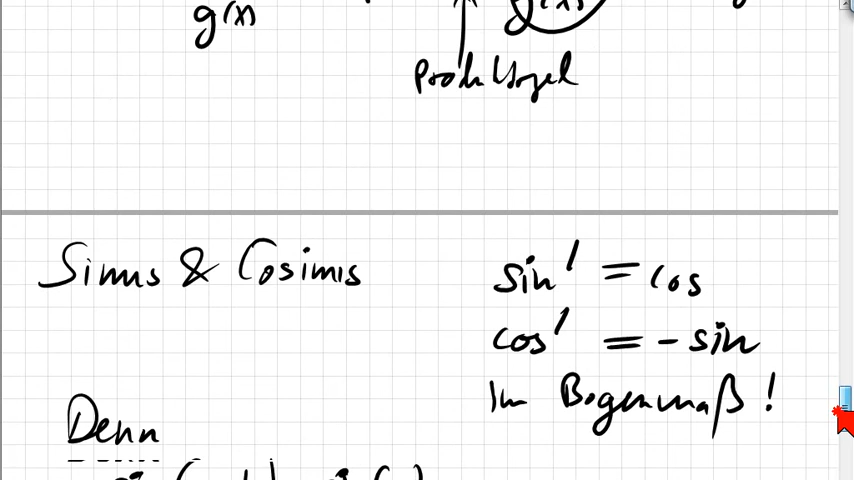 g(x)
Produktregel
Sinus & Cosinus
sin' = cos
cos' = - sin
Im Bogenmaß!
Denn